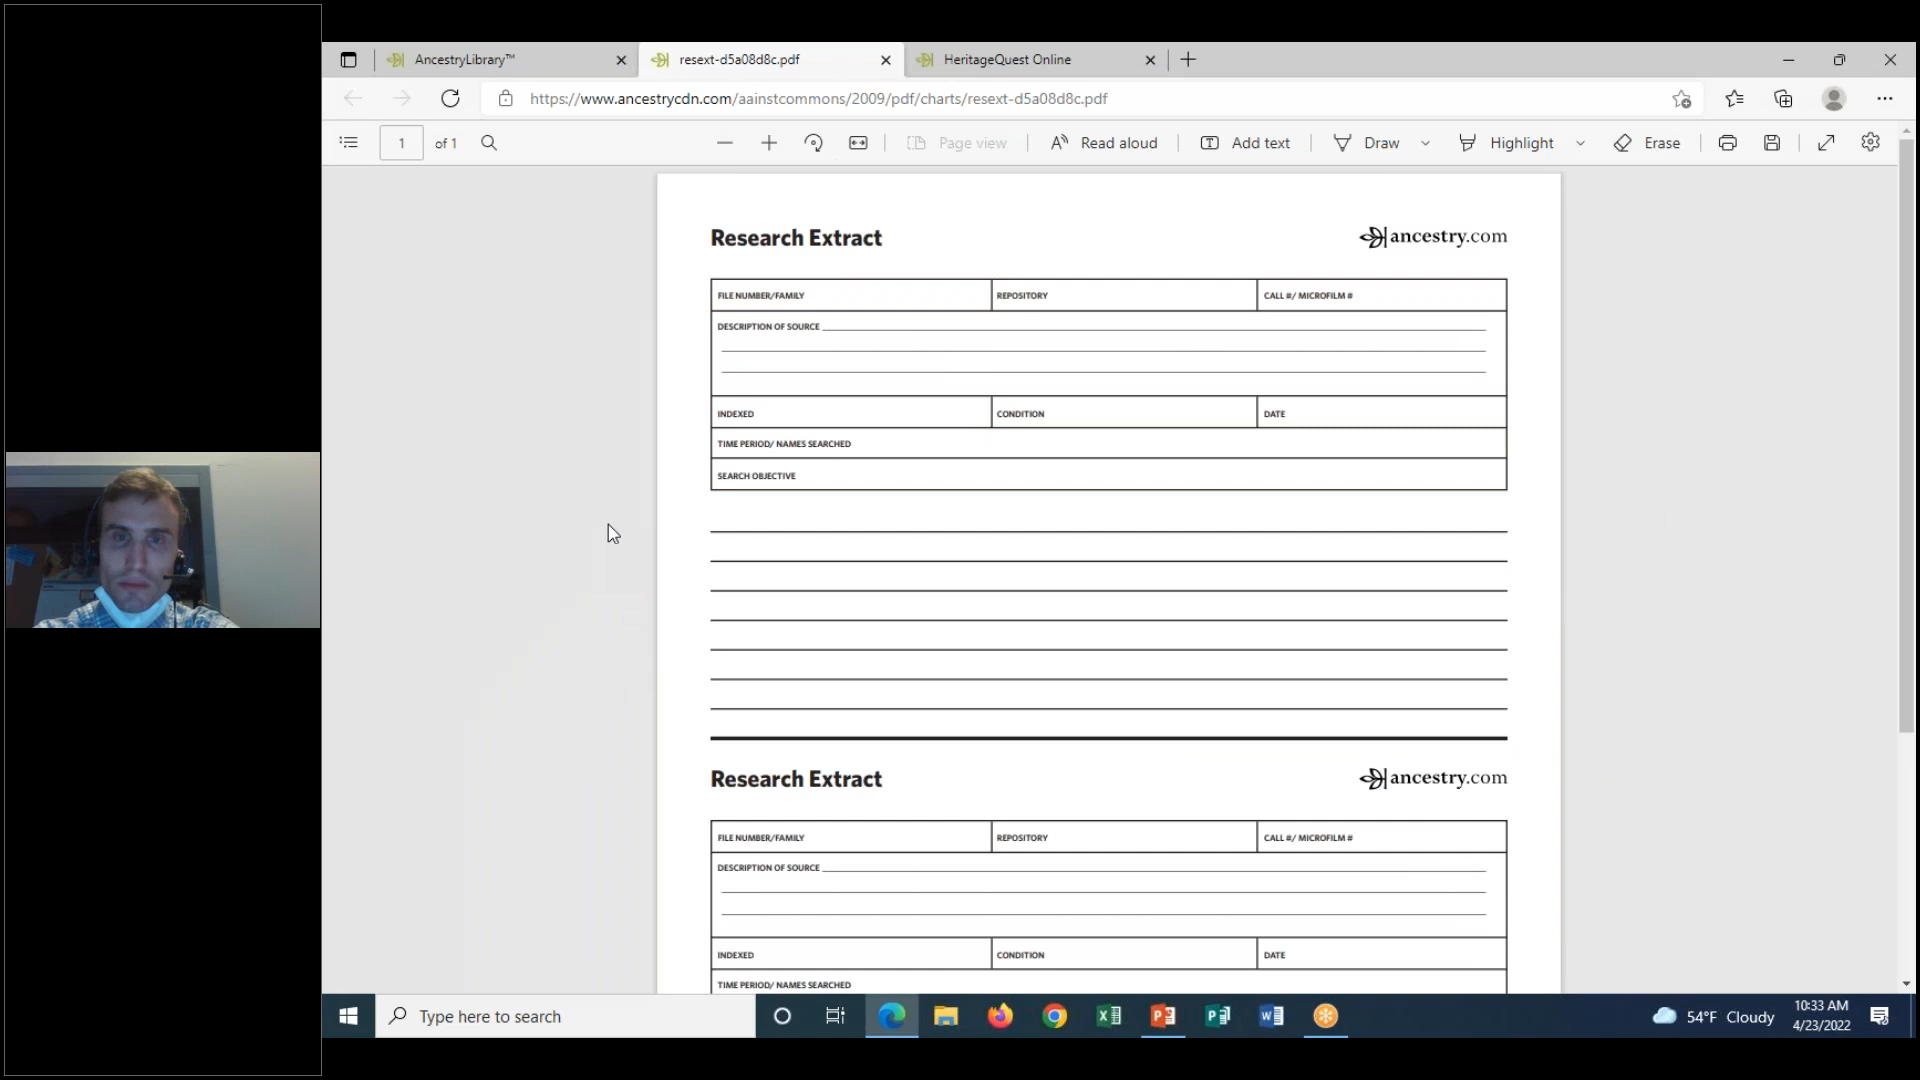 AncestryLibrary™
resext-d5a08d8c.pdf
HeritageQuest Online
https://www.ancestrycdn.com/aainstcommons/2009/pdf/charts/resext-d5a08d8c.pdf
1 of 1 Page view Read aloud Add text Draw Highlight Erase
Research Extract ancestry.com
FILE NUMBER/FAMILY REPOSITORY CALL #/ MICROFILM #
DESCRIPTION OF SOURCE
INDEXED CONDITION DATE
TIME PERIOD/ NAMES SEARCHED
SEARCH OBJECTIVE
Research Extract ancestry.com
FILE NUMBER/FAMILY REPOSITORY CALL #/ MICROFILM #
DESCRIPTION OF SOURCE
INDEXED CONDITION DATE
TIME PERIOD/ NAMES SEARCHED
Type here to search
54°F Cloudy
10:33 AM
4/23/2022